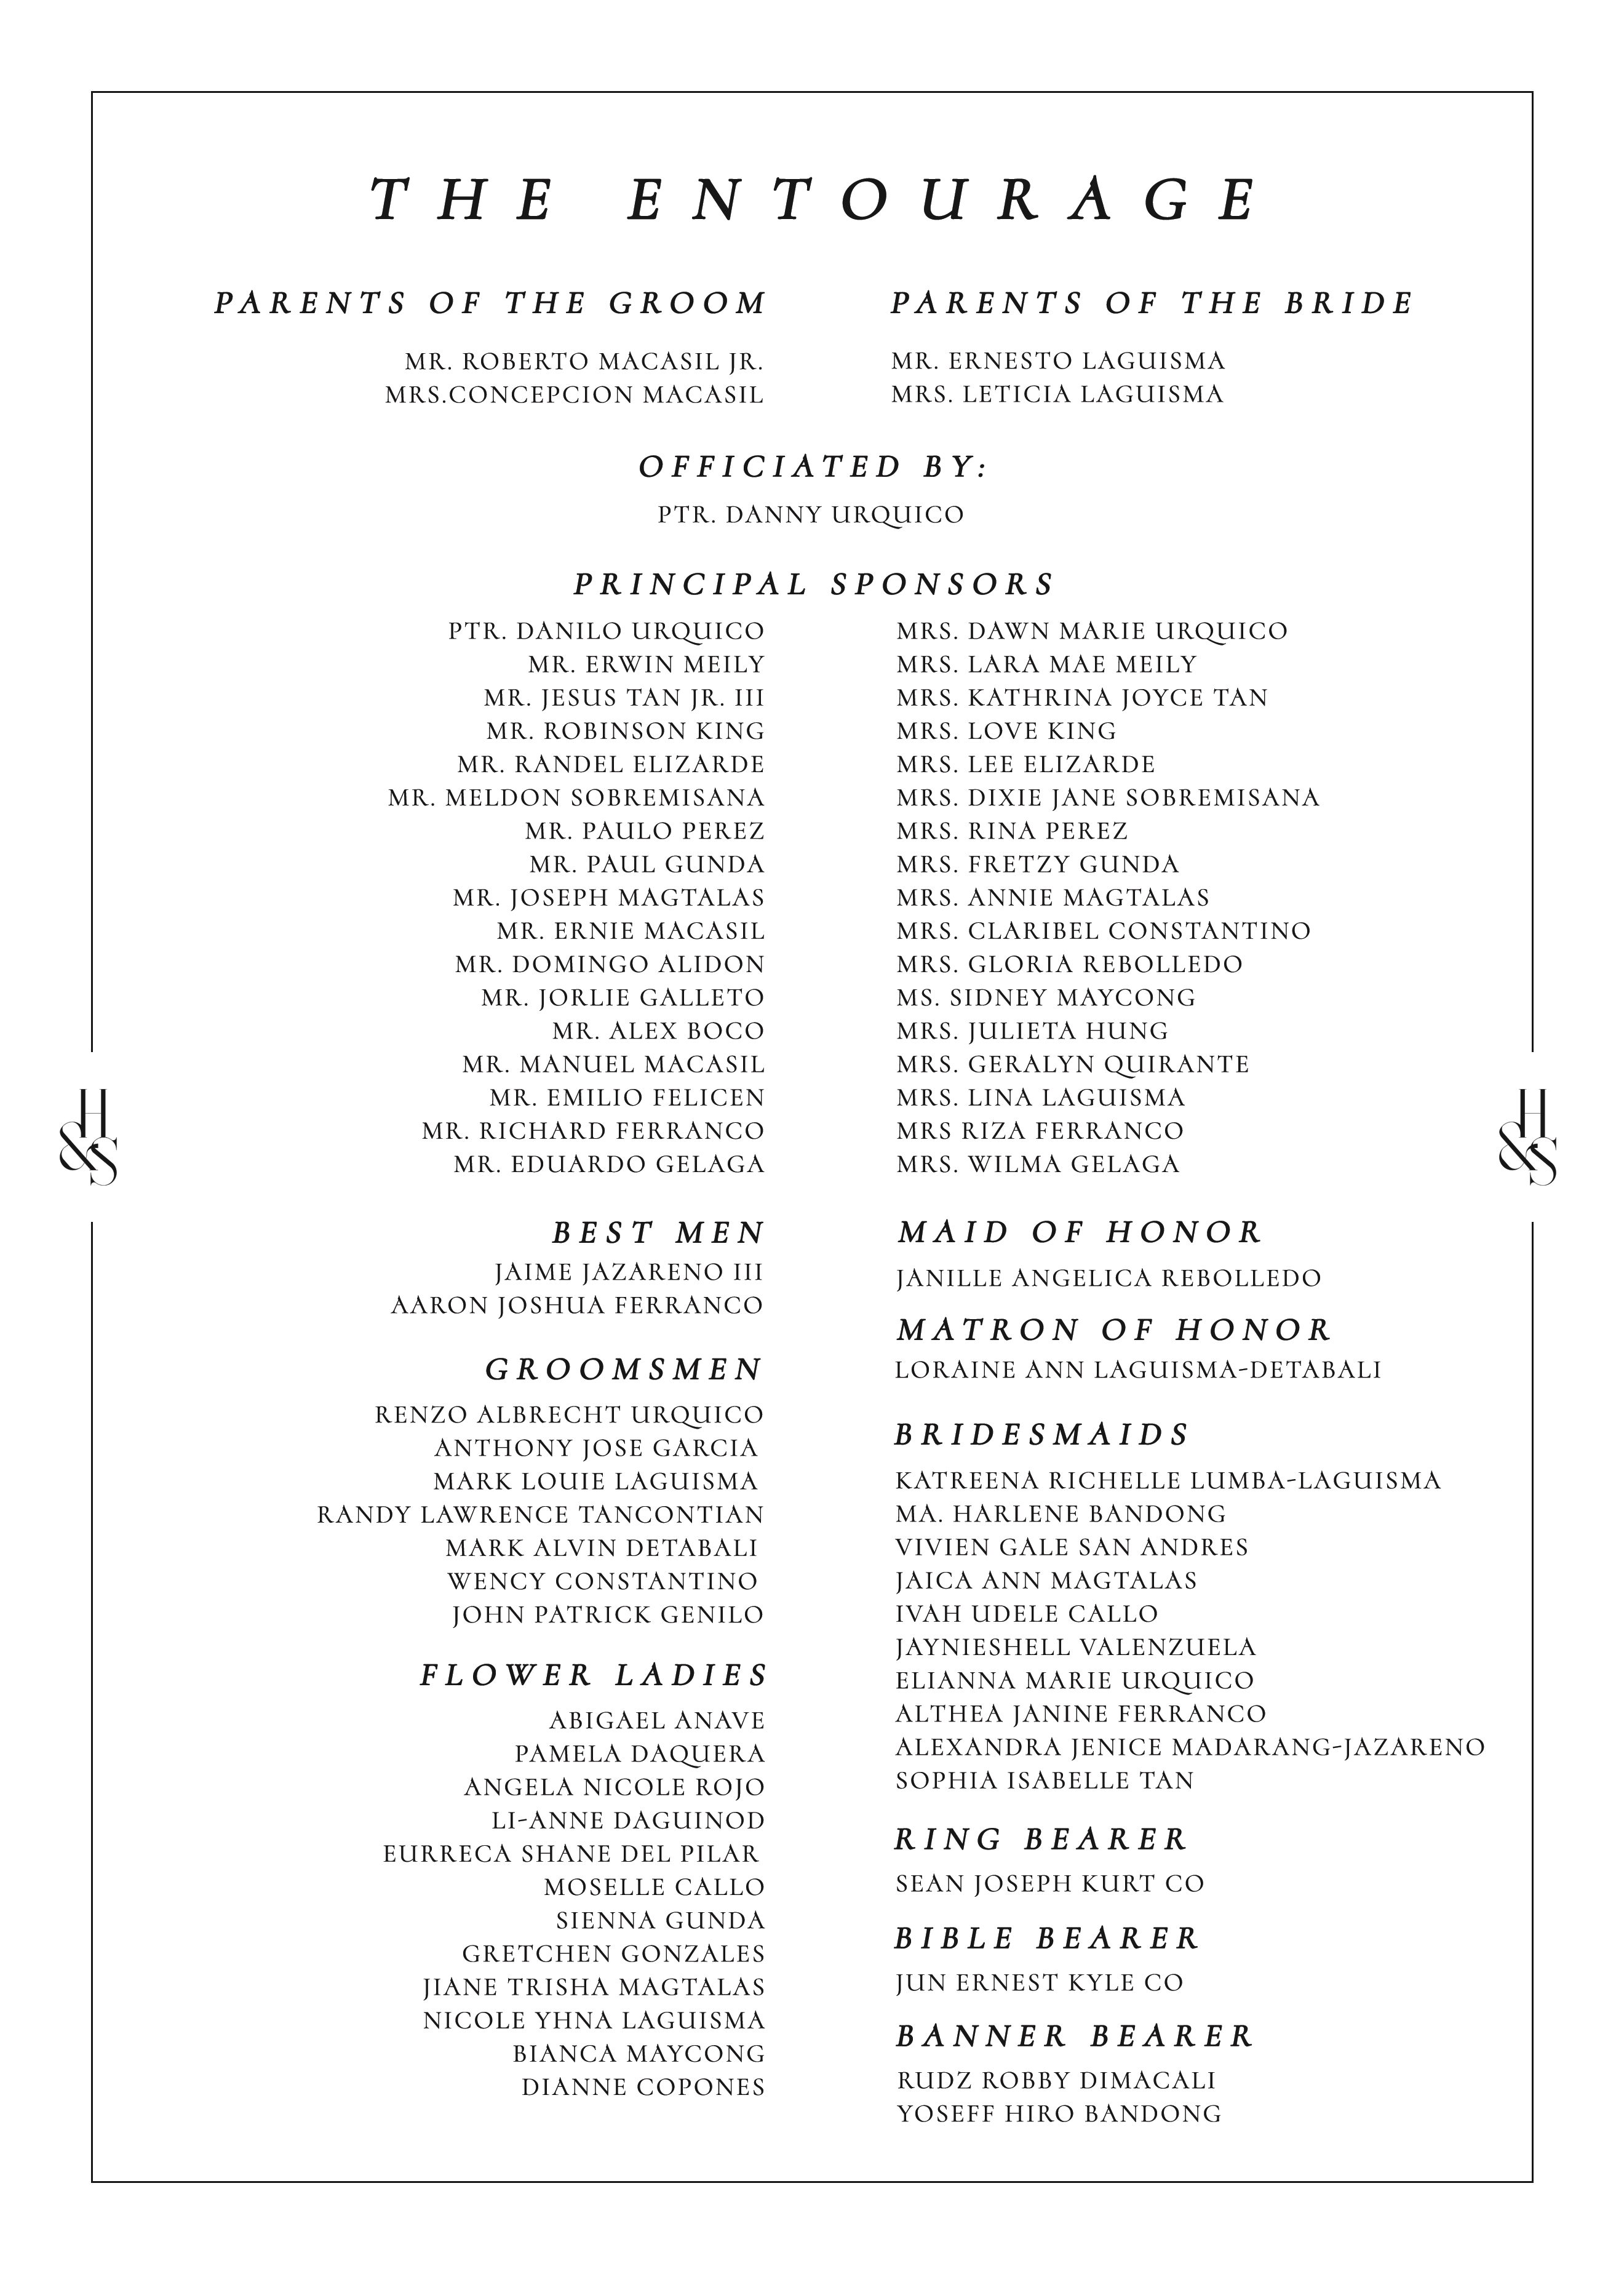 THE ENTOURAGE
PARENTS OF THE GROOM
MR. ROBERTO MACASIL JR.
MRS.CONCEPCION MACASIL
PARENTS OF THE BRIDE
MR. ERNESTO LAGUISMA
MRS. LETICIA LAGUISMA
OFFICIATED BY:
PTR. DANNY URQUICO
PRINCIPAL SPONSORS
PTR. DANILO URQUICO
MR. ERWIN MEILY
MR. JESUS TAN JR. III
MR. ROBINSON KING
MR. RANDEL ELIZARDE
MR. MELDON SOBREMISANA
MR. PAULO PEREZ
MR. PAUL GUNDA
MR. JOSEPH MAGTALAS
MR. ERNIE MACASIL
MR. DOMINGO ALIDON
MR. JORLIE GALLETO
MR. ALEX BOCO
MR. MANUEL MACASIL
MR. EMILIO FELICEN
MR. RICHARD FERRANCO
MR. EDUARDO GELAGA
MRS. DAWN MARIE URQUICO
MRS. LARA MAE MEILY
MRS. KATHRINA JOYCE TAN
MRS. LOVE KING
MRS. LEE ELIZARDE
MRS. DIXIE JANE SOBREMISANA
MRS. RINA PEREZ
MRS. FRETZY GUNDA
MRS. ANNIE MAGTALAS
MRS. CLARIBEL CONSTANTINO
MRS. GLORIA REBOLLEDO
MS. SIDNEY MAYCONG
MRS. JULIETA HUNG
MRS. GERALYN QUIRANTE
MRS. LINA LAGUISMA
MRS RIZA FERRANCO
MRS. WILMA GELAGA
H
&S
H
&S
BEST MEN
JAIME JAZARENO III
AARON JOSHUA FERRANCO
GROOMSMEN
RENZO ALBRECHT URQUICO
ANTHONY JOSE GARCIA
MARK LOUIE LAGUISMA
RANDY LAWRENCE TANCONTIAN
MARK ALVIN DETABALI
WENCY CONSTANTINO
JOHN PATRICK GENILO
FLOWER LADIES
ABIGAEL ANAVE
PAMELA DAQUERA
ANGELA NICOLE ROJO
LI-ANNE DAGUINOD
EURRECA SHANE DEL PILAR
MOSELLE CALLO
SIENNA GUNDA
GRETCHEN GONZALES
JIANE TRISHA MAGTALAS
NICOLE YHNA LAGUISMA
BIANCA MAYCONG
DIANNE COPONES
MAID OF HONOR
JANILLE ANGELICA REBOLLEDO
MATRON OF HONOR
LORAINE ANN LAGUISMA-DETABALI
BRIDESMAIDS
KATREENA RICHELLE LUMBA-LAGUISMA
MA. HARLENE BANDONG
VIVIEN GALE SAN ANDRES
JAICA ANN MAGTALAS
IVAH UDELE CALLO
JAYNIESHELL VALENZUELA
ELIANNA MARIE URQUICO
ALTHEA JANINE FERRANCO
ALEXANDRA JENICE MADARANG-JAZARENO
SOPHIA ISABELLE TAN
RING BEARER
SEAN JOSEPH KURT CO
BIBLE BEARER
JUN ERNEST KYLE CO
BANNER BEARER
RUDZ ROBBY DIMACALI
YOSEFF HIRO BANDONG